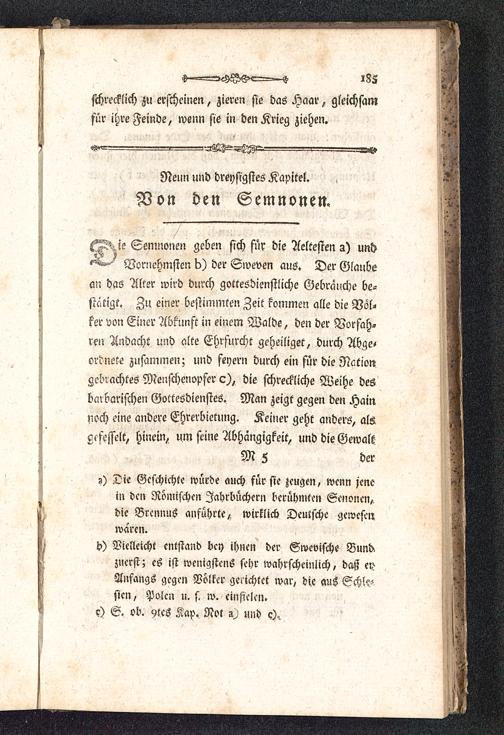 185
schrecklich zu erscheinen, zieren sie das Haar, gleichsam
für ihre Feinde, wenn sie in den Krieg ziehen.
Neun und dreysigstes Kapitel.
Von den Semnonen.
Die Semnonen geben sich für die Aeltesten a) und
Vornehmsten b) der Sweven aus. Der Glaube
an das Alter wird durch gottesdienstliche Gebräuche be-
stätigt. Zu einer bestimmten Zeit kommen alle die Völ-
ker von Einer Abkunft in einem Walde, den der Vorfah-
ren Andacht und alte Ehrfurcht geheiliget, durch Abge-
ordnete zusammen; und feyern durch ein für die Nation
gebrachtes Menschenopfer c), die schreckliche Weihe des
barbarischen Gottesdienstes. Man zeigt gegen den Hain
noch eine andere Ehrerbietung. Keiner geht anders, als
gefesselt, hinein, um seine Abhängigkeit, und die Gewalt
M 5 der
a) Die Geschichte würde auch für sie zeugen, wenn jene
in den Römischen Jahrbüchern berühmten Senonen,
die Brennus anführte, wirklich Deutsche gewesen
wären.
b) Vielleicht entstand bey ihnen der Swevische Bund
zuerst; es ist wenigstens sehr wahrscheinlich, daß er
Anfangs gegen Völker gerichtet war, die aus Schle-
sien, Polen u. s. w. einfielen.
c) S. ob. 9tes Kap. Not a) und c).